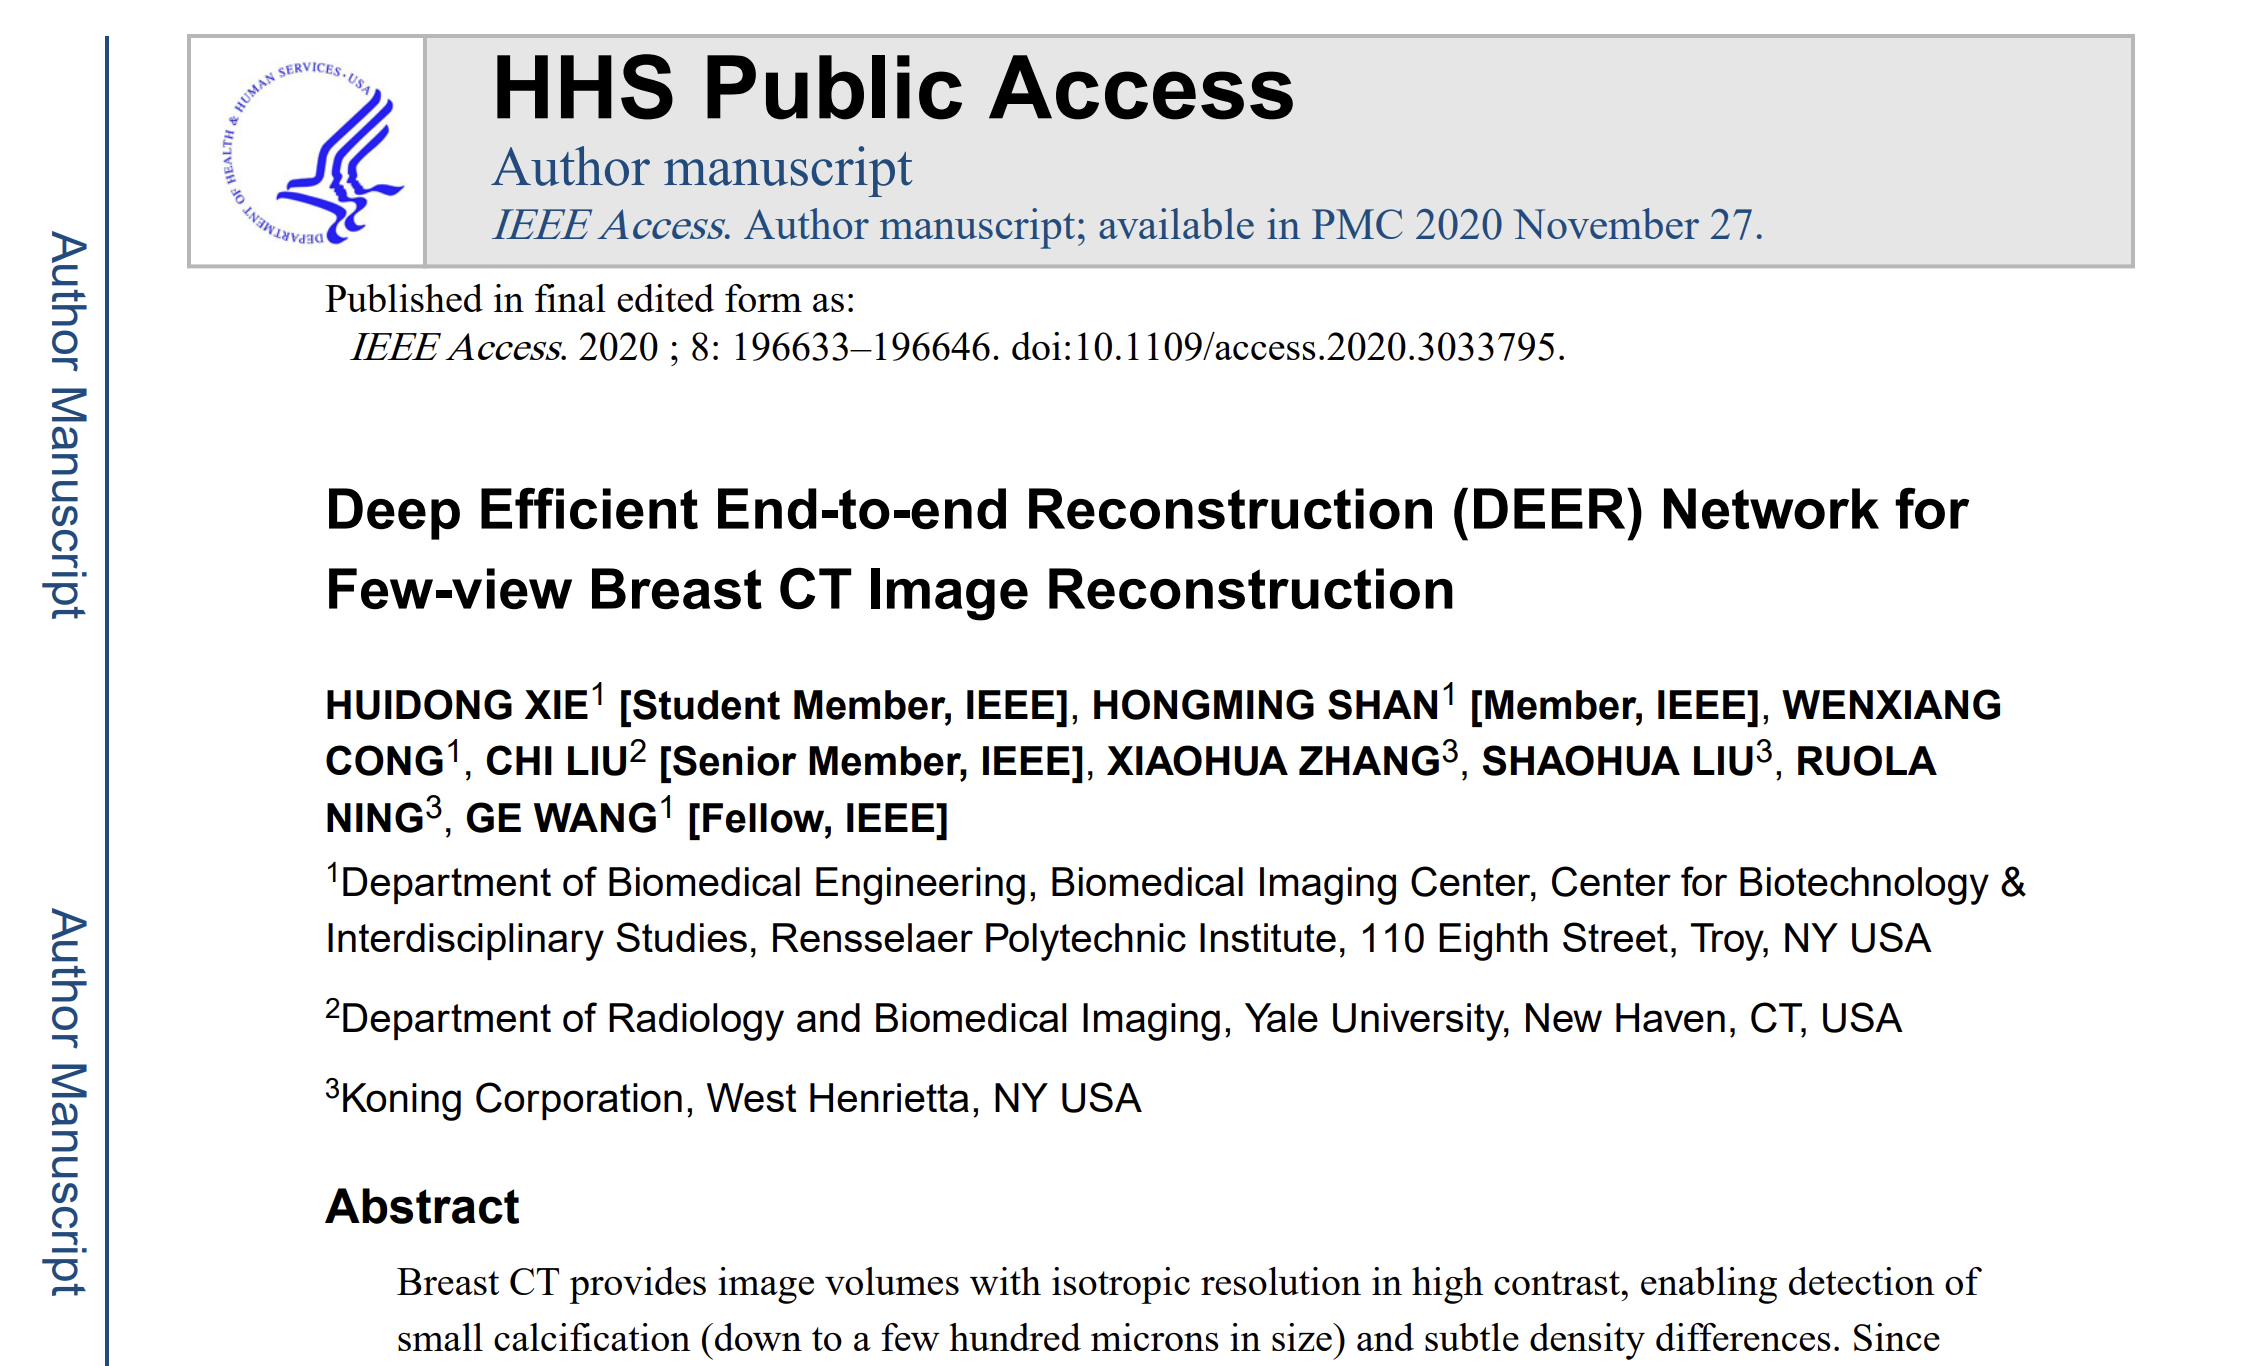 DEPARTMENT OF HEALTH & HUMAN SERVICES · USA
HHS Public Access
Author manuscript
IEEE Access. Author manuscript; available in PMC 2020 November 27.
Published in final edited form as:
IEEE Access. 2020 ; 8: 196633–196646. doi:10.1109/access.2020.3033795.
Deep Efficient End-to-end Reconstruction (DEER) Network for
Few-view Breast CT Image Reconstruction
HUIDONG XIE1 [Student Member, IEEE], HONGMING SHAN1 [Member, IEEE], WENXIANG
CONG1, CHI LIU2 [Senior Member, IEEE], XIAOHUA ZHANG3, SHAOHUA LIU3, RUOLA
NING3, GE WANG1 [Fellow, IEEE]
1Department of Biomedical Engineering, Biomedical Imaging Center, Center for Biotechnology &
Interdisciplinary Studies, Rensselaer Polytechnic Institute, 110 Eighth Street, Troy, NY USA
2Department of Radiology and Biomedical Imaging, Yale University, New Haven, CT, USA
3Koning Corporation, West Henrietta, NY USA
Abstract
Breast CT provides image volumes with isotropic resolution in high contrast, enabling detection of
small calcification (down to a few hundred microns in size) and subtle density differences. Since
Author Manuscript
Author Manuscript